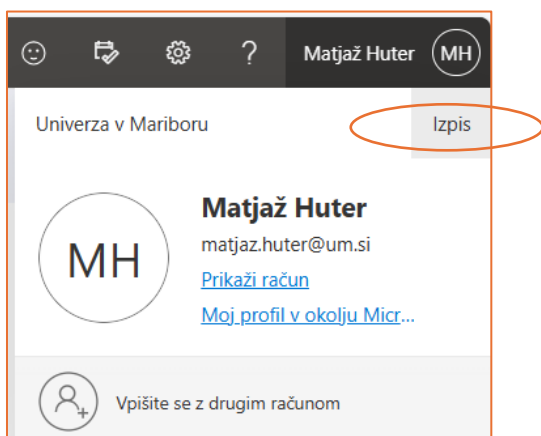 ? Matjaž Huter MH
Univerza v Mariboru Izpis
MH
Matjaž Huter
matjaz.huter@um.si
Prikaži račun
Moj profil v okolju Micr...
Vpišite se z drugim računom